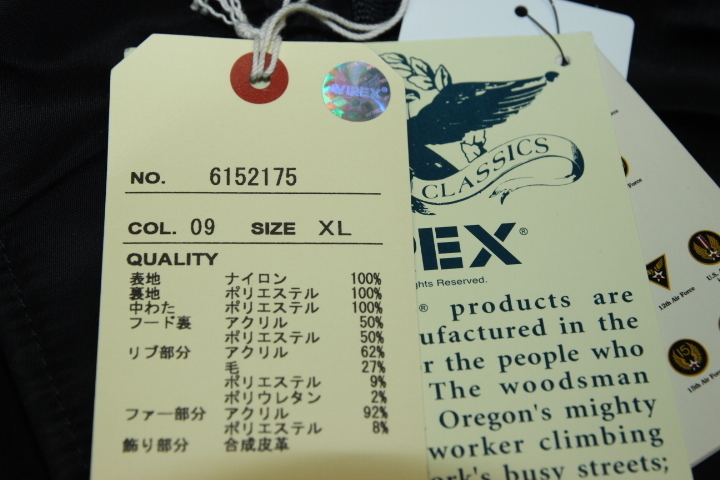 AVIREX
NO. 6152175
COL. 09 SIZE XL
QUALITY
表地 ナイロン 100%
裏地 ポリエステル 100%
中わた ポリエステル 100%
フード裏 アクリル 50%
ポリエステル 50%
リブ部分 アクリル 62%
毛 27%
ポリエステル 9%
ポリウレタン 2%
ファー部分 アクリル 92%
ポリエステル 8%
飾り部分 合成皮革
CLASSICS
EX®
hts Reserved.
® products are
ufactured in the
r the people who
The woodsman
Oregon's mighty
worker climbing
rk's busy streets;
Force
13th Air Force
U.S.
15
15th Air Force